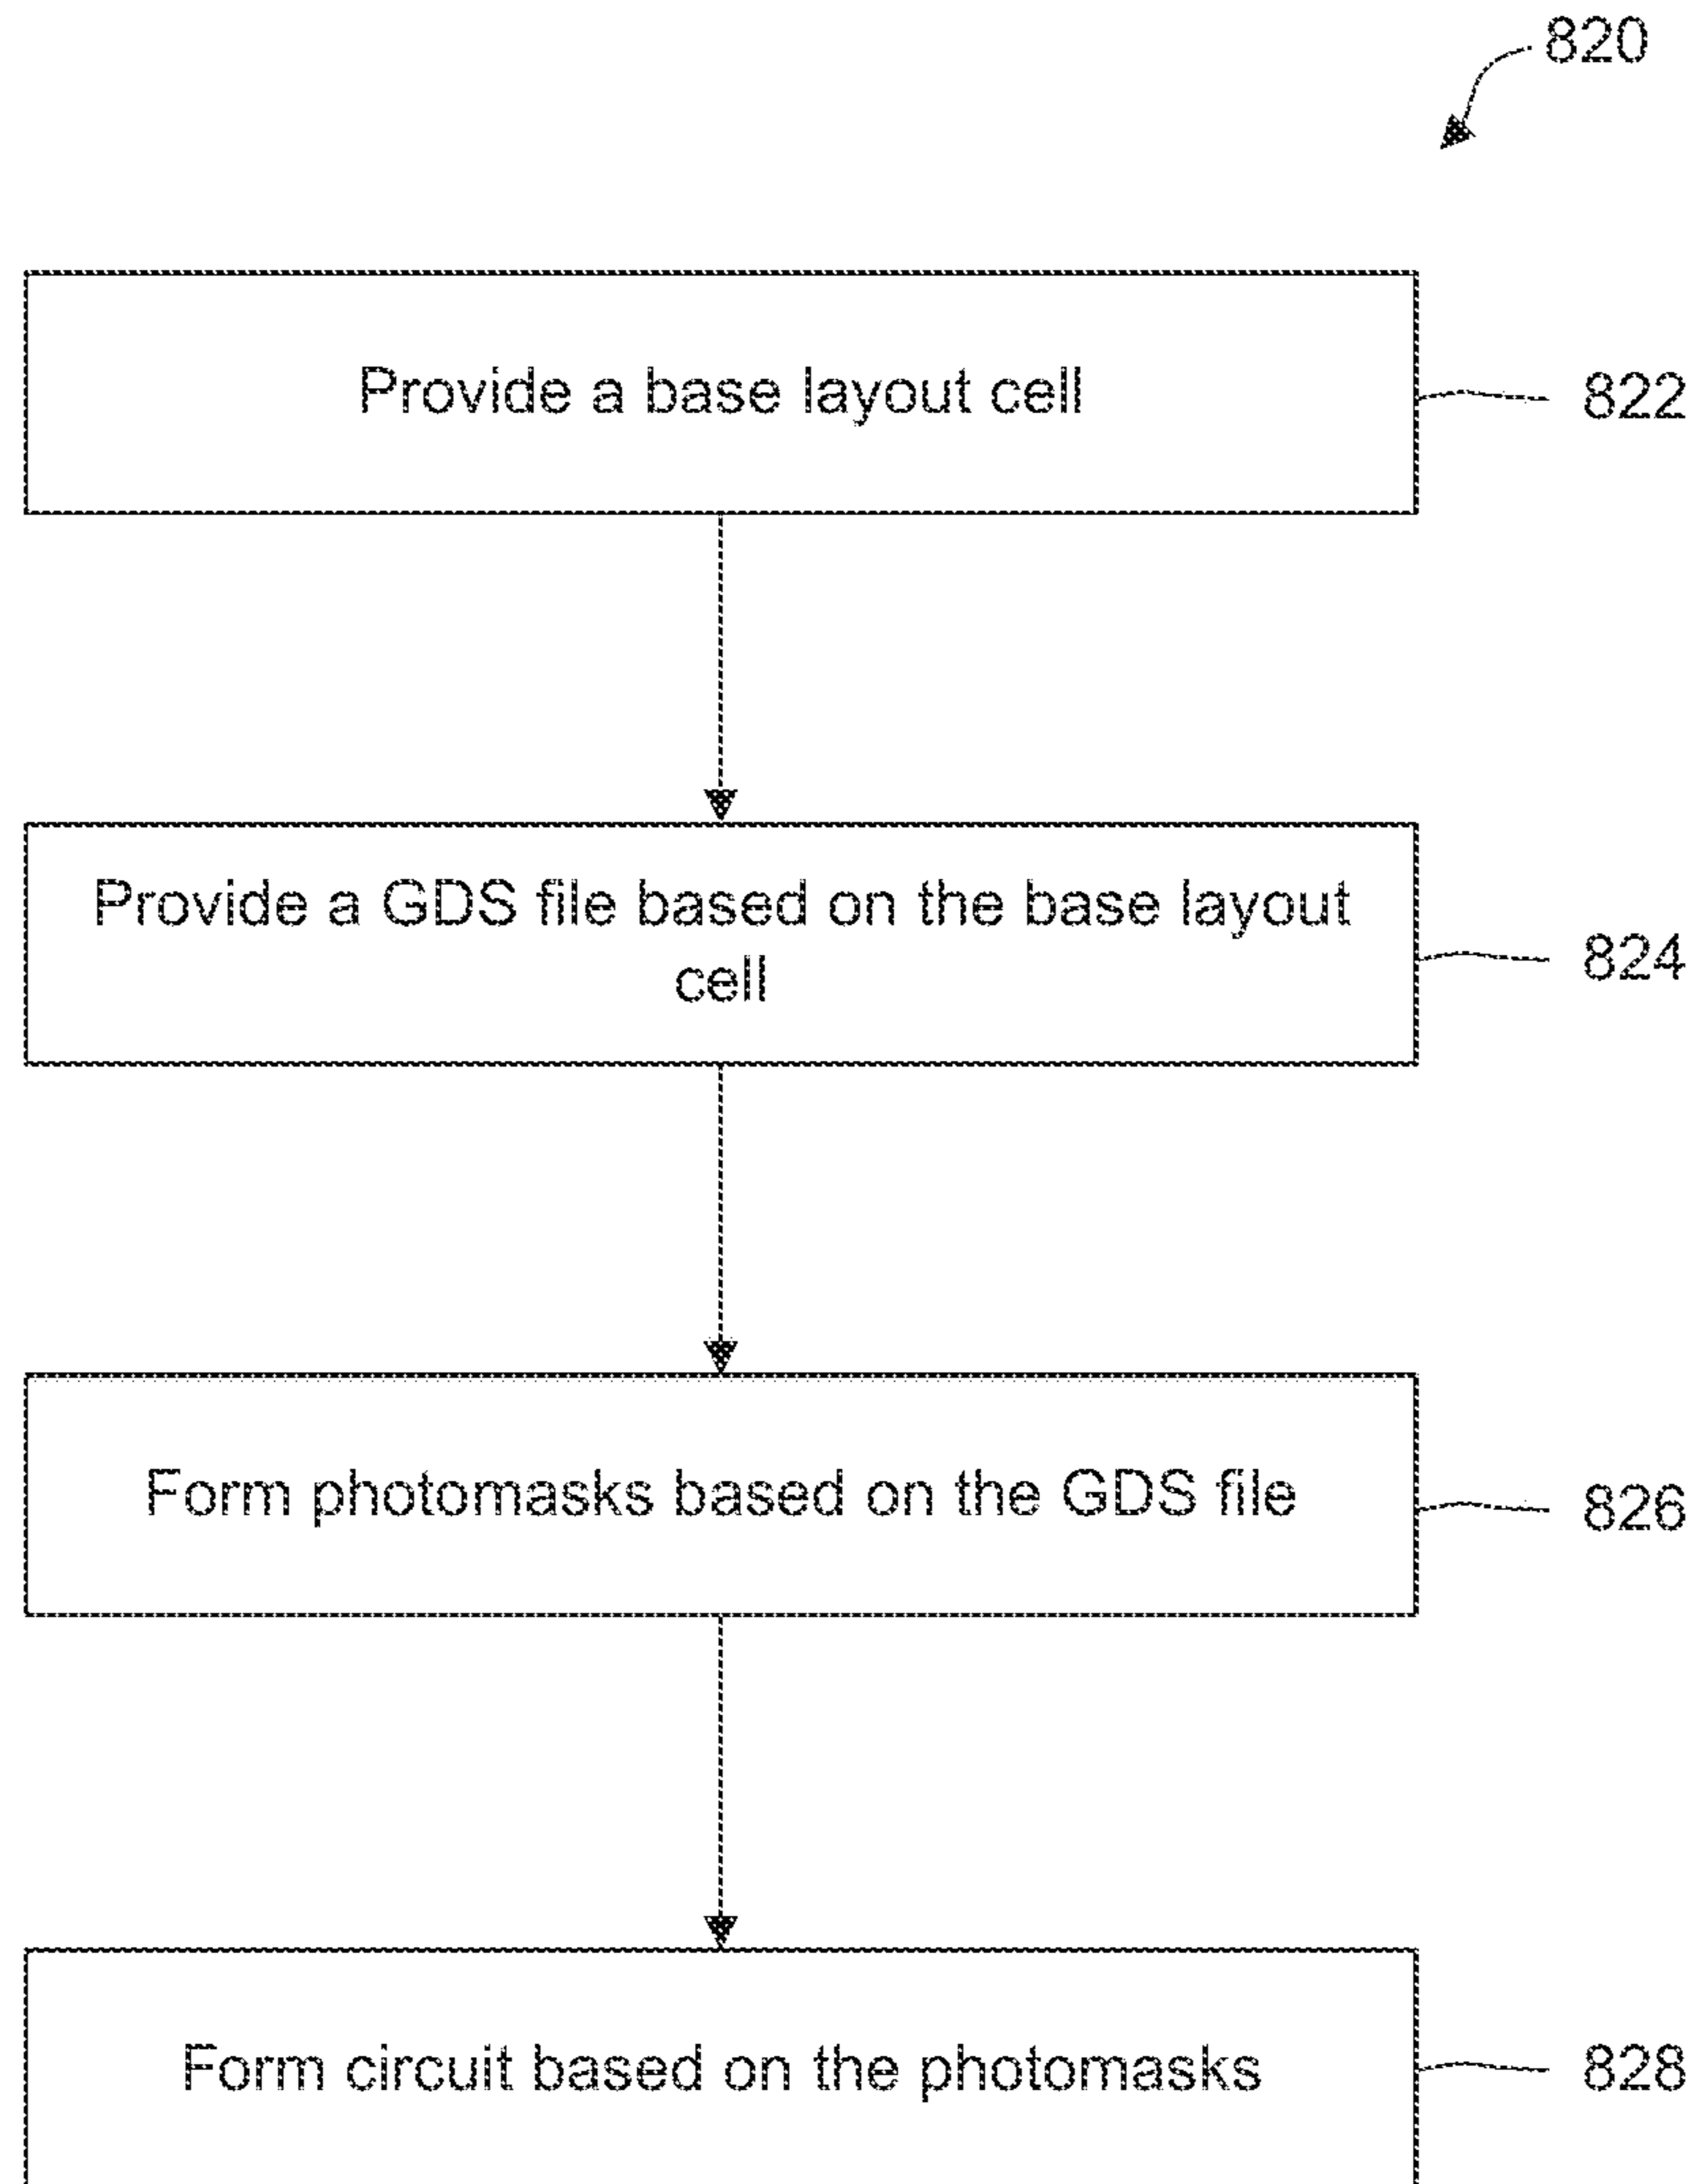 820
Provide a base layout cell
822
Provide a GDS file based on the base layout
cell
824
Form photomasks based on the GDS file
826
Form circuit based on the photomasks
828